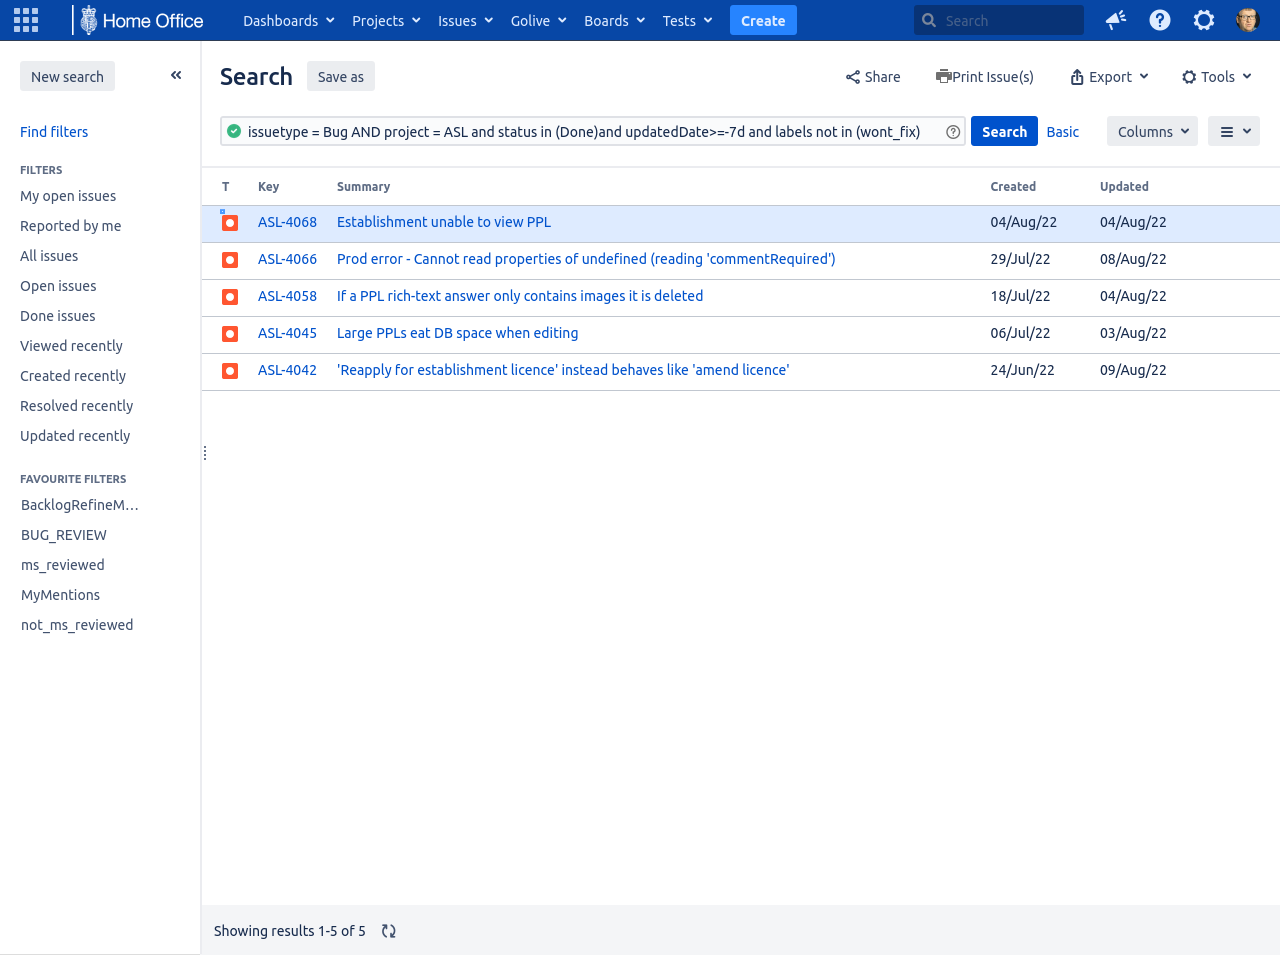 Home Office Dashboards Projects Issues Golive Boards Tests Create Search
New search
Find filters
FILTERS
My open issues
Reported by me
All issues
Open issues
Done issues
Viewed recently
Created recently
Resolved recently
Updated recently
FAVOURITE FILTERS
BacklogRefineM...
BUG_REVIEW
ms_reviewed
MyMentions
not_ms_reviewed
Search Save as Share Print Issue(s) Export Tools
issuetype = Bug AND project = ASL and status in (Done)and updatedDate>=-7d and labels not in (wont_fix) Search Basic Columns
T Key Summary Created Updated
ASL-4068 Establishment unable to view PPL 04/Aug/22 04/Aug/22
ASL-4066 Prod error - Cannot read properties of undefined (reading 'commentRequired') 29/Jul/22 08/Aug/22
ASL-4058 If a PPL rich-text answer only contains images it is deleted 18/Jul/22 04/Aug/22
ASL-4045 Large PPLs eat DB space when editing 06/Jul/22 03/Aug/22
ASL-4042 'Reapply for establishment licence' instead behaves like 'amend licence' 24/Jun/22 09/Aug/22
Showing results 1-5 of 5